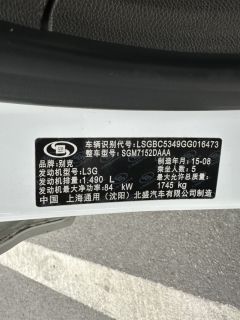 车辆识别代号: LSGBC5349GG016473
整车型号: SGM7152DAAA
品牌: 别克
制造年月: 15-08
发动机型号: L3G
乘坐人数: 5
发动机排量: 1.490 L
最大设计总质量:
发动机最大净功率: 84 kW
1745 kg
中国 上海通用(沈阳)北盛汽车有限公司制造